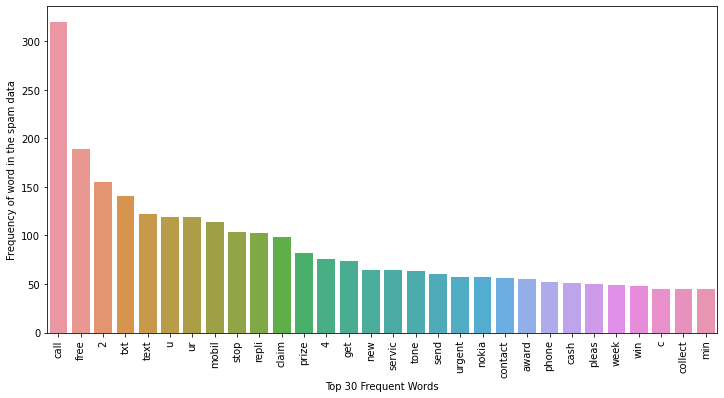 Frequency of word in the spam data
300
250
200
150
100
50
0
call
free
2
txt
text
u
ur
mobil
stop
repli
claim
prize
4
get
new
servic
tone
send
urgent
nokia
contact
award
phone
cash
pleas
week
win
c
collect
min
Top 30 Frequent Words